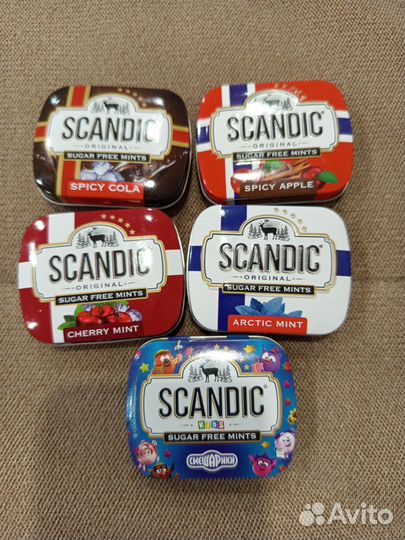 SCANDIC
ORIGINAL
SUGAR FREE MINTS
SPICY COLA
SCANDIC
ORIGINAL
SUGAR FREE MINTS
SPICY APPLE
SCANDIC
ORIGINAL
SUGAR FREE MINTS
CHERRY MINT
SCANDIC®
ORIGINAL
SUGAR FREE MINTS
ARCTIC MINT
SCANDIC®
KIDS
SUGAR FREE MINTS
СМЕШАРИКИ
Avito